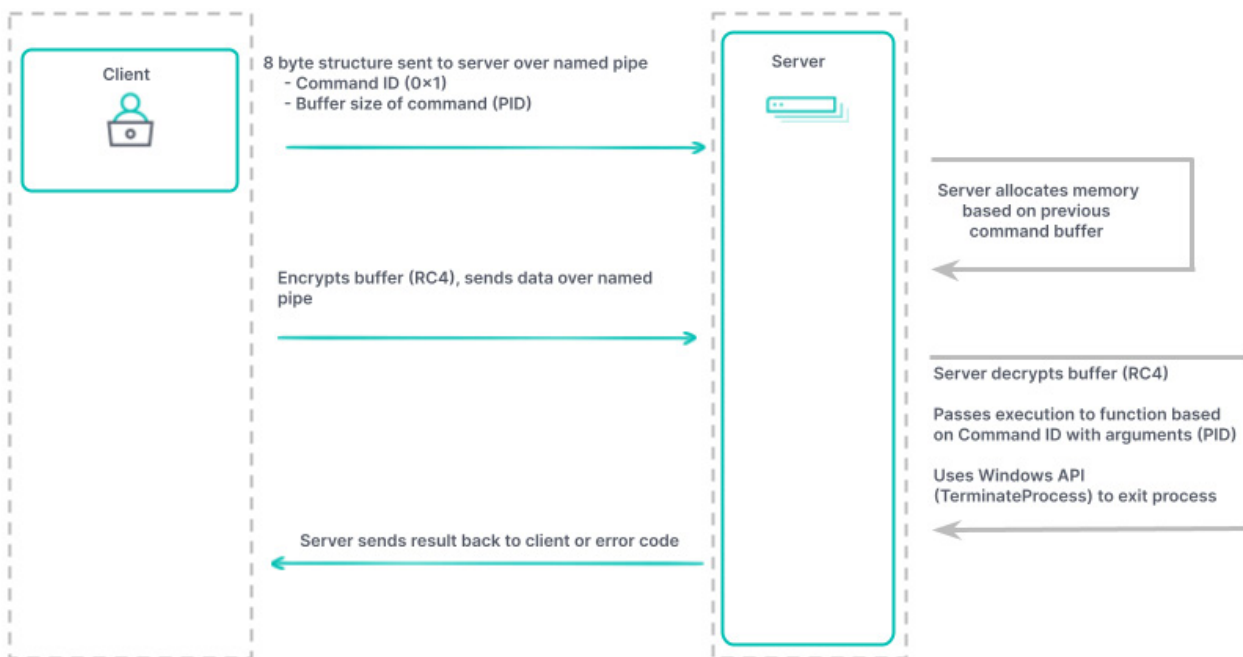 Client
8 byte structure sent to server over named pipe
- Command ID (0×1)
- Buffer size of command (PID)
Server
Server allocates memory
based on previous
command buffer
Encrypts buffer (RC4), sends data over named
pipe
Server decrypts buffer (RC4)
Passes execution to function based
on Command ID with arguments (PID)
Uses Windows API
(TerminateProcess) to exit process
Server sends result back to client or error code